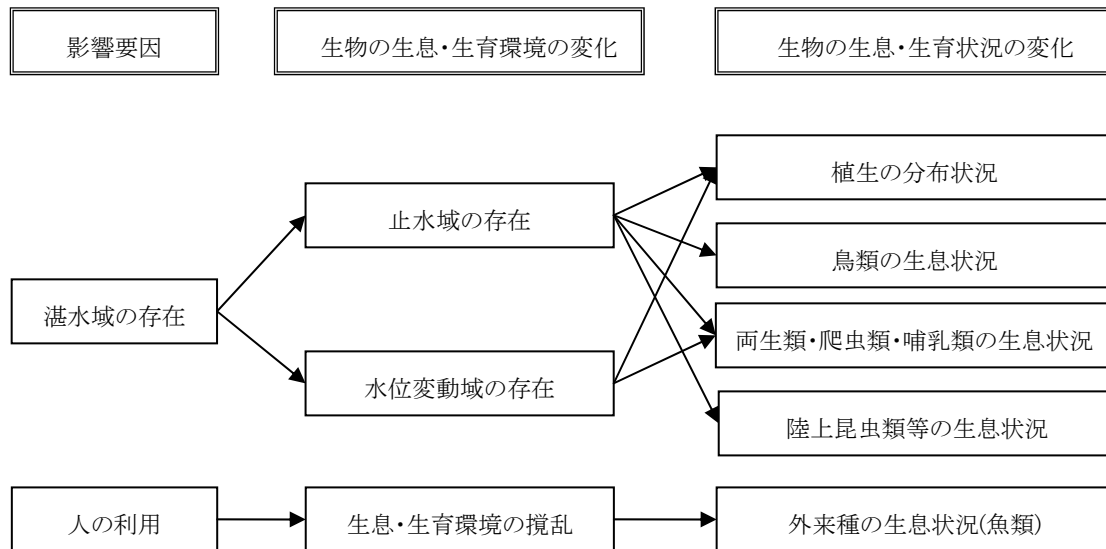 影響要因
生物の生息・生育環境の変化
生物の生息・生育状況の変化
植生の分布状況
止水域の存在
鳥類の生息状況
湛水域の存在
両生類・爬虫類・哺乳類の生息状況
水位変動域の存在
陸上昆虫類等の生息状況
人の利用
生息・生育環境の撹乱
外来種の生息状況(魚類)